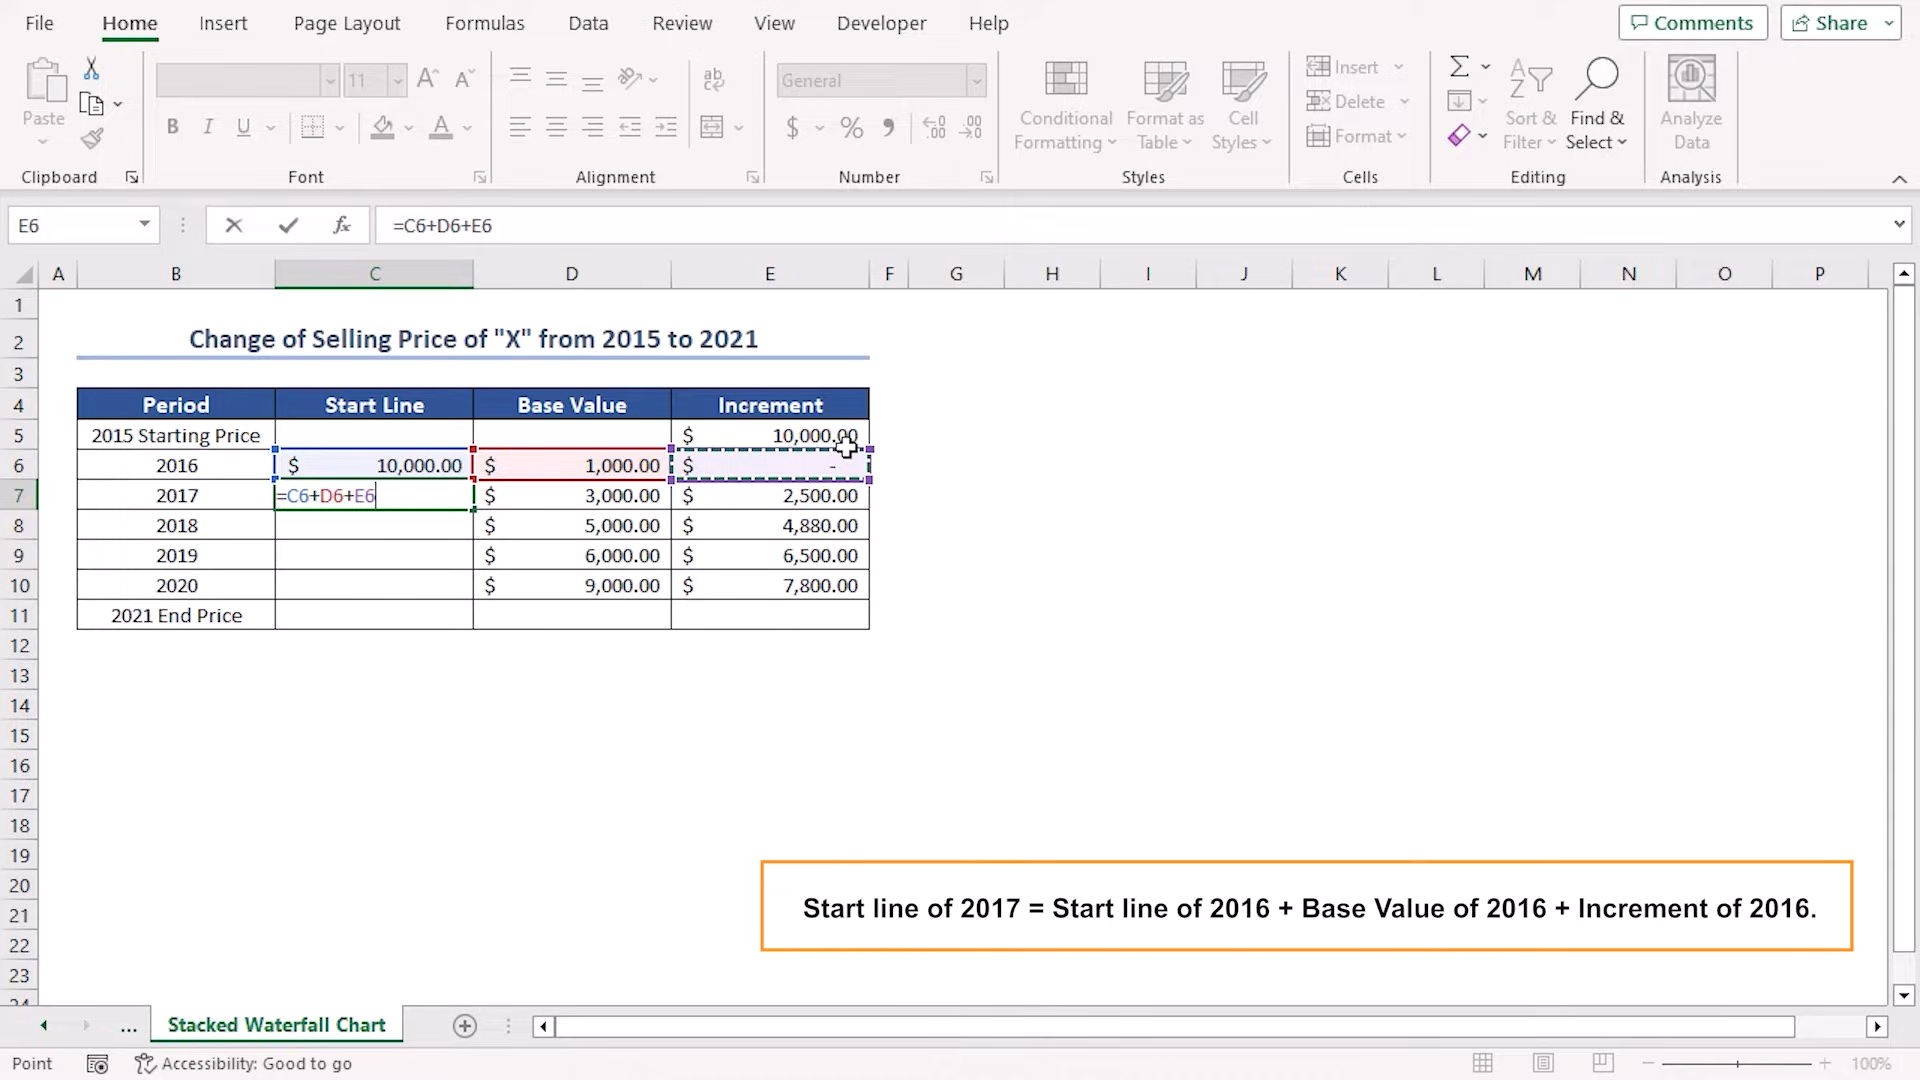 File Home Insert Page Layout Formulas Data Review View Developer Help Comments Share
11 A A ab General Insert Σ
Paste Conditional Format as Cell Delete Sort & Find & Analyze
B I U A $ % Formatting Table Styles Format Filter Select Data
Clipboard Font Alignment Number Styles Cells Editing Analysis
E6 fx =C6+D6+E6
A B C D E F G H I J K L M N O P
1
2 Change of Selling Price of "X" from 2015 to 2021
3
4 Period Start Line Base Value Increment
5 2015 Starting Price $ 10,000.00
6 2016 $ 10,000.00 $ 1,000.00 $ -
7 2017 =C6+D6+E6 $ 3,000.00 $ 2,500.00
8 2018 $ 5,000.00 $ 4,880.00
9 2019 $ 6,000.00 $ 6,500.00
10 2020 $ 9,000.00 $ 7,800.00
11 2021 End Price
12
13
14
15
16
17
18
19
20
21 Start line of 2017 = Start line of 2016 + Base Value of 2016 + Increment of 2016.
22
23
24
... Stacked Waterfall Chart
Point Accessibility: Good to go 100%